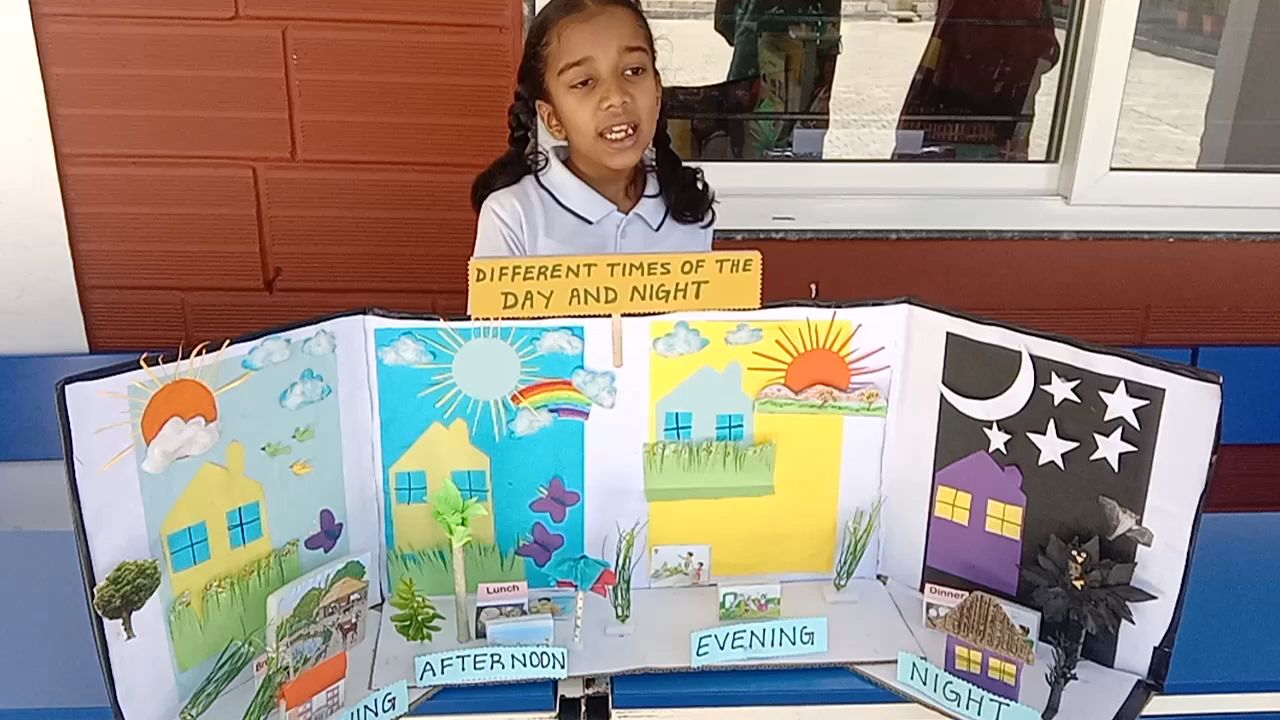 DIFFERENT TIMES OF THE
DAY AND NIGHT
Lunch
Dinner
AFTERNOON
EVENING
NIGHT